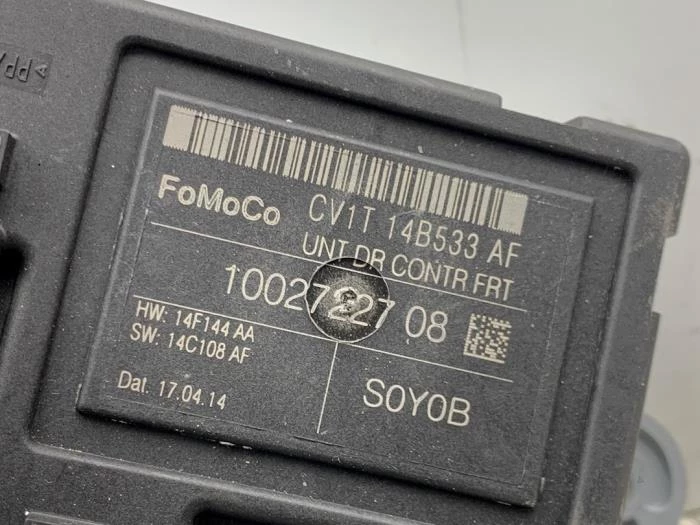 FoMoCo CV1T 14B533 AF
UNT DR CONTR FRT
10027227 08
HW: 14F144 AA
SW: 14C108 AF
Dat. 17.04.14
S0Y0B